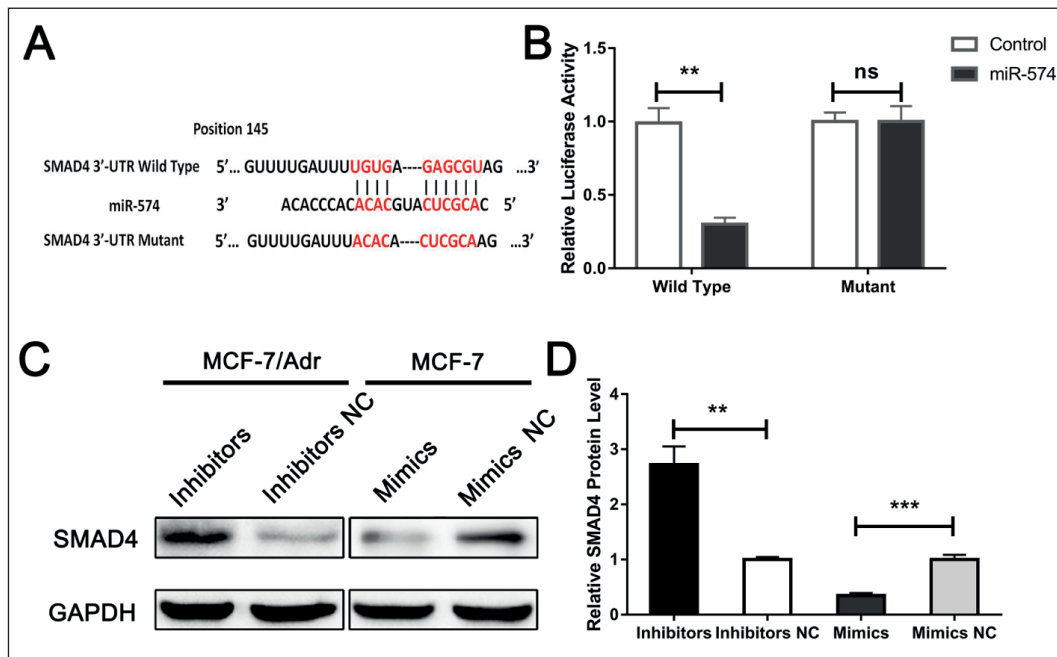 A
Position 145
SMAD4 3'-UTR Wild Type 5'... GUUUUGAUUUUGUGA----GAGCGUAG ...3'
miR-574 3' ACACCCACACACGUACUCGCAC 5'
SMAD4 3'-UTR Mutant 5'... GUUUUGAUUUACACA----CUCGCAAG ...3'
B
Relative Luciferase Activity
1.5
1.0
0.5
0.0
**
ns
Wild Type Mutant
Control
miR-574
C
MCF-7/Adr MCF-7
Inhibitors Inhibitors NC Mimics Mimics NC
SMAD4
GAPDH
D
Relative SMAD4 Protein Level
4
3
2
1
0
**
***
Inhibitors Inhibitors NC Mimics Mimics NC